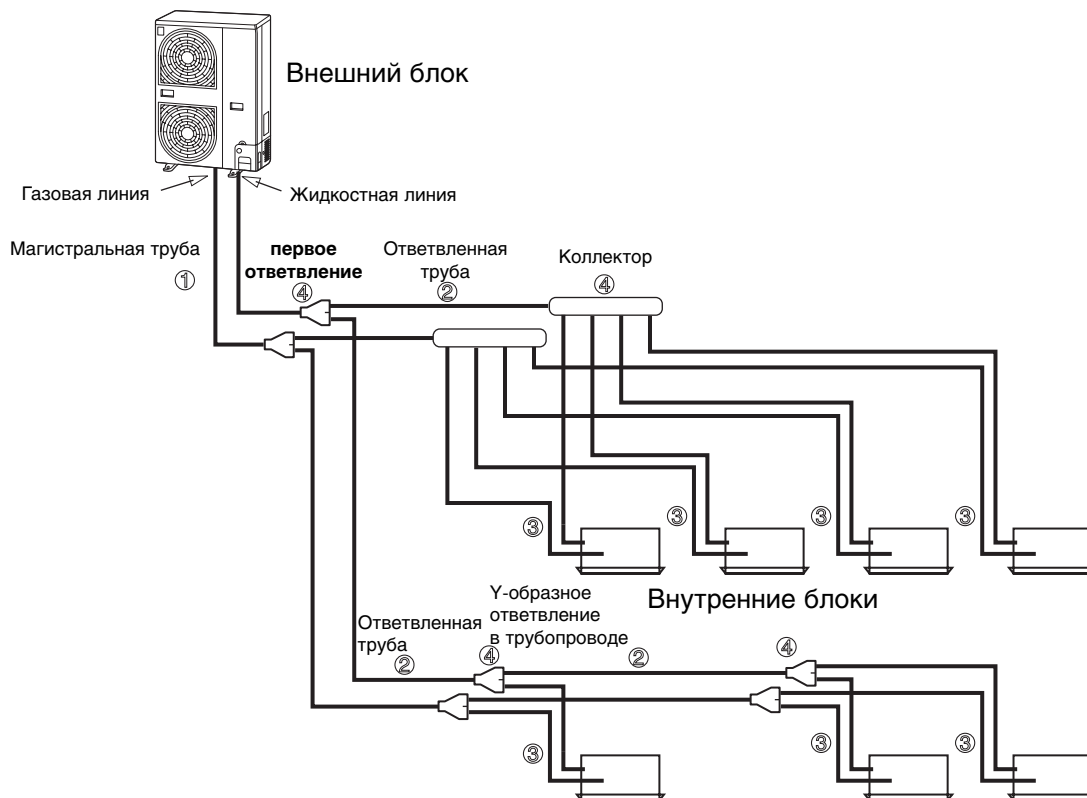 Внешний блок
Газовая линия
Жидкостная линия
Магистральная труба
①
первое
ответвление
④
Ответвленная
труба
②
Коллектор
④
③
③
③
③
Внутренние блоки
Y-образное
ответвление
в трубопроводе
Ответвленная
труба
②
④
②
④
③
③
③